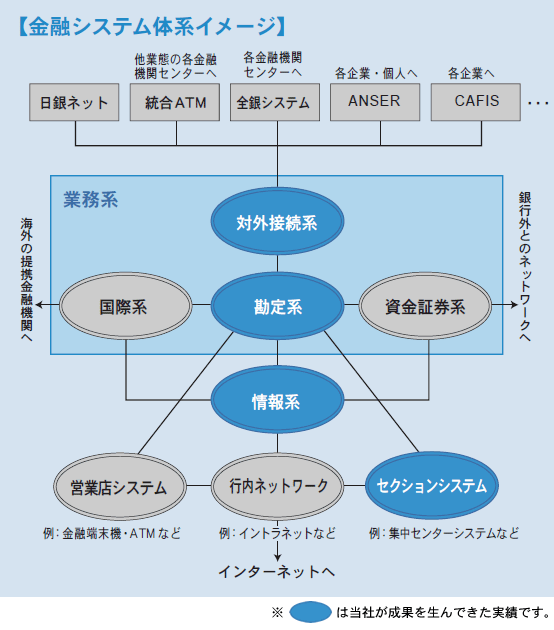 【金融システム体系イメージ】
他業態の各金融
機関センターへ
各金融機関
センターへ
各企業・個人へ
各企業へ
日銀ネット
統合ATM
全銀システム
ANSER
CAFIS
･･･
業務系
対外接続系
海外の提携金融機関へ
銀行外とのネットワークへ
国際系
勘定系
資金証券系
情報系
営業店システム
行内ネットワーク
セクションシステム
例：金融端末機・ATMなど
例：イントラネットなど
例：集中センターシステムなど
インターネットへ
※ は当社が成果を生んできた実績です。